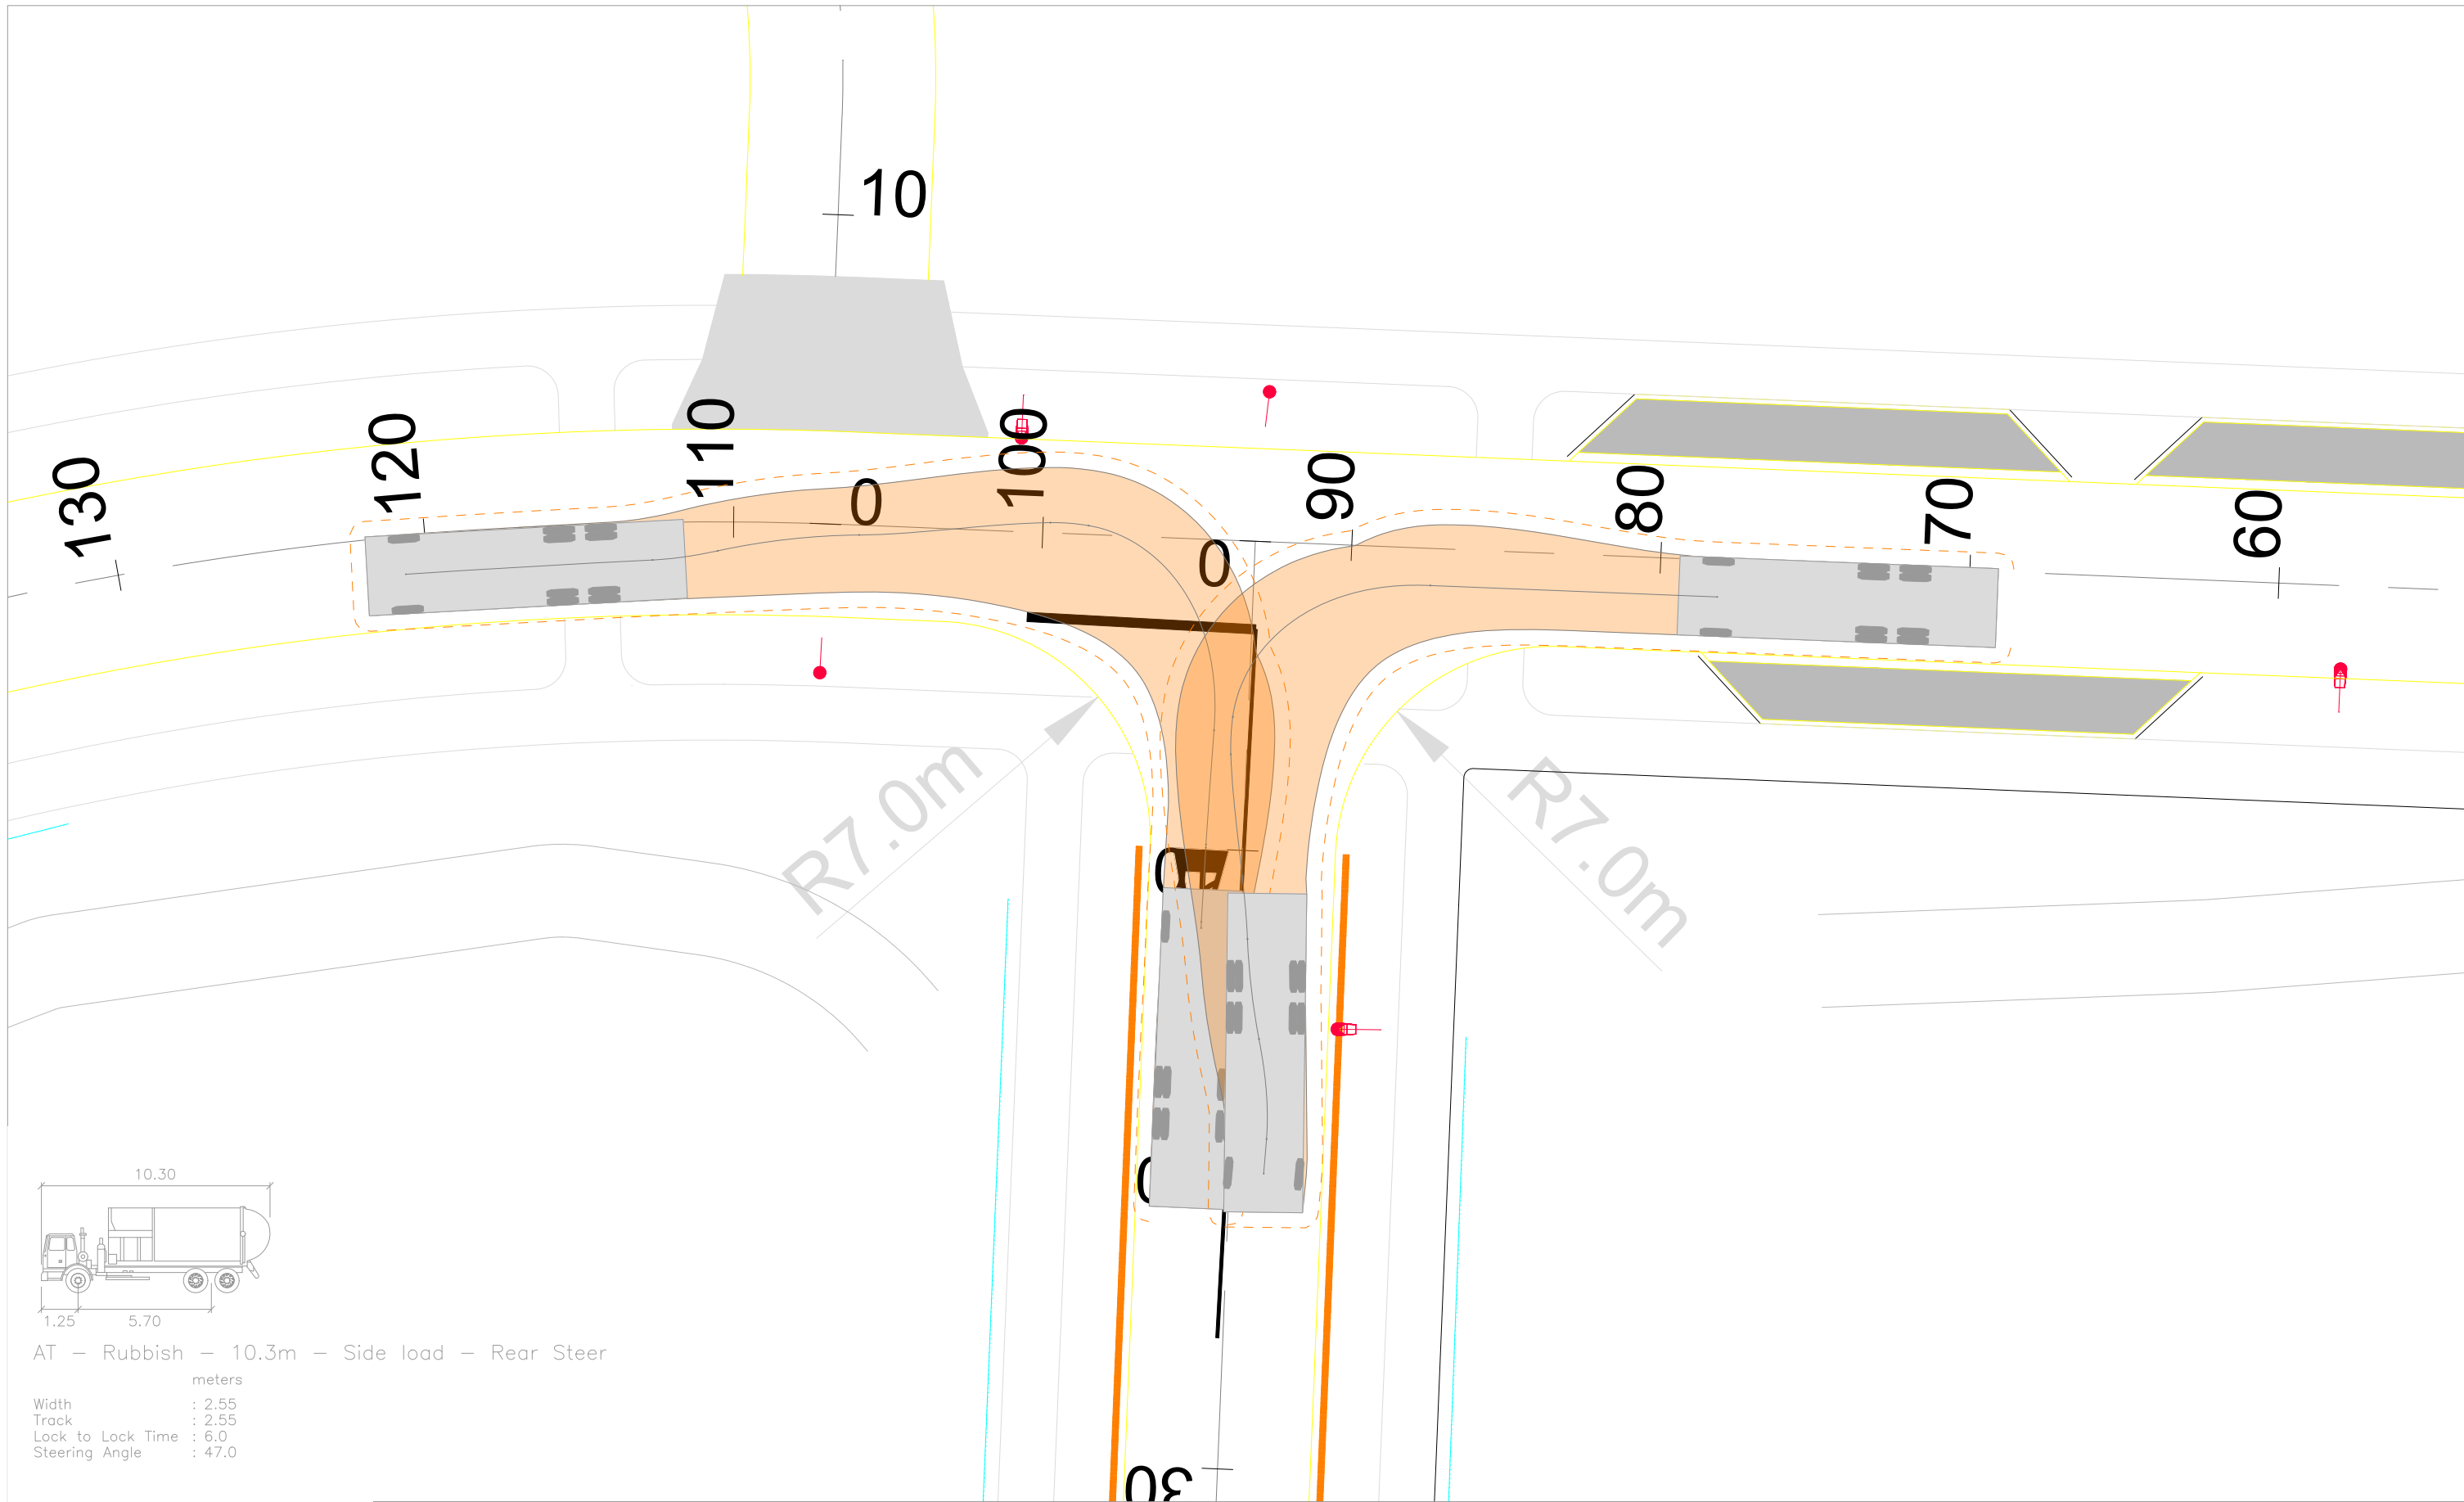 10
130
120
110
0
100
0
90
80
70
60
R7.0m
R7.0m
30
10.30
1.25 5.70
AT - Rubbish - 10.3m - Side load - Rear Steer
meters
Width : 2.55
Track : 2.55
Lock to Lock Time : 6.0
Steering Angle : 47.0